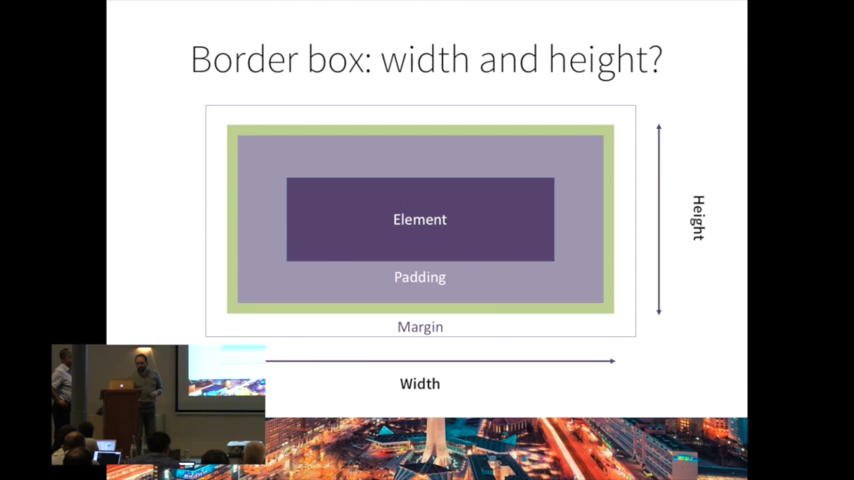 Border box: width and height?
Element
Padding
Margin
Height
Width